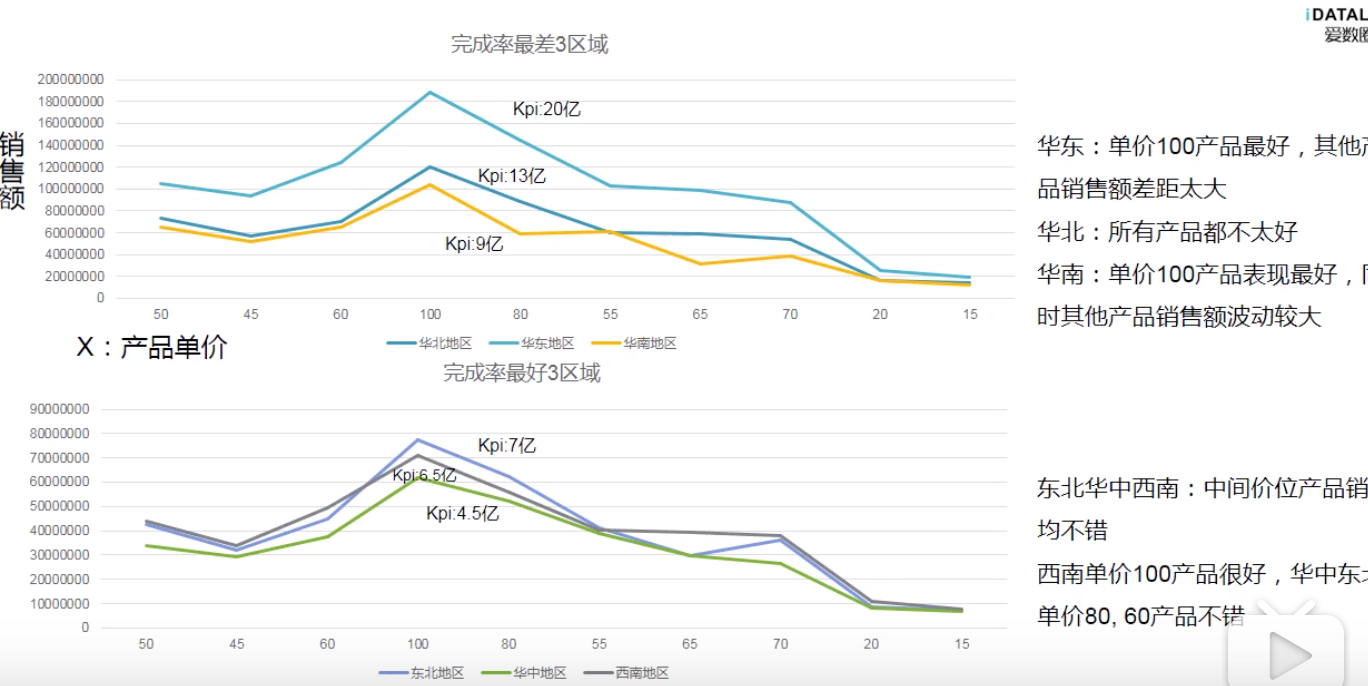 iDATAL
爱数圈
完成率最差3区域
销售额
200000000
180000000
160000000
140000000
120000000
100000000
80000000
60000000
40000000
20000000
0
Kpi:20亿
Kpi:13亿
Kpi:9亿
50 45 60 100 80 55 65 70 20 15
X：产品单价
华北地区 华东地区 华南地区
华东：单价100产品最好，其他产
品销售额差距太大
华北：所有产品都不太好
华南：单价100产品表现最好，同
时其他产品销售额波动较大
完成率最好3区域
90000000
80000000
70000000
60000000
50000000
40000000
30000000
20000000
10000000
0
Kpi:7亿
Kpi:6.5亿
Kpi:4.5亿
50 45 60 100 80 55 65 70 20 15
东北地区 华中地区 西南地区
东北华中西南：中间价位产品销
均不错
西南单价100产品很好，华中东北
单价80, 60产品不错